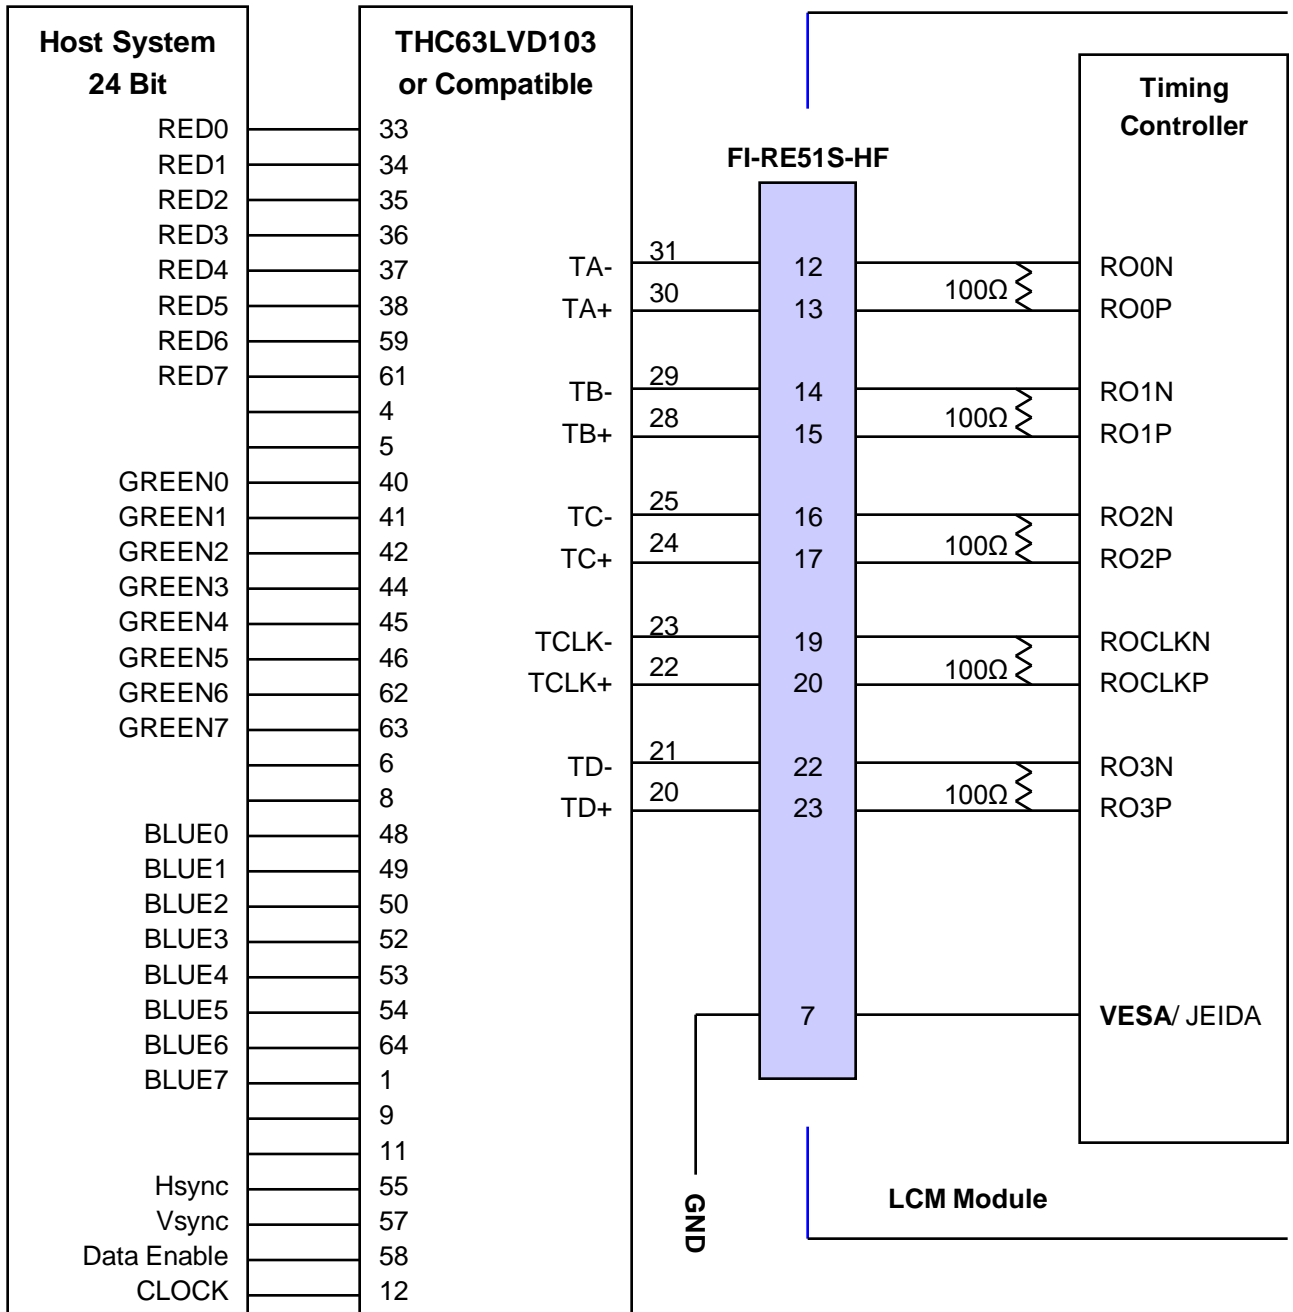 Host System
24 Bit
RED0
RED1
RED2
RED3
RED4
RED5
RED6
RED7
GREEN0
GREEN1
GREEN2
GREEN3
GREEN4
GREEN5
GREEN6
GREEN7
BLUE0
BLUE1
BLUE2
BLUE3
BLUE4
BLUE5
BLUE6
BLUE7
Hsync
Vsync
Data Enable
CLOCK
THC63LVD103
or Compatible
33
34
35
36
37
38
59
61
4
5
40
41
42
44
45
46
62
63
6
8
48
49
50
52
53
54
64
1
9
11
55
57
58
12
TA-
TA+
TB-
TB+
TC-
TC+
TCLK-
TCLK+
TD-
TD+
31
30
29
28
25
24
23
22
21
20
FI-RE51S-HF
12
13
14
15
16
17
19
20
22
23
7
GND
100Ω
100Ω
100Ω
100Ω
100Ω
Timing
Controller
RO0N
RO0P
RO1N
RO1P
RO2N
RO2P
ROCLKN
ROCLKP
RO3N
RO3P
VESA/ JEIDA
LCM Module